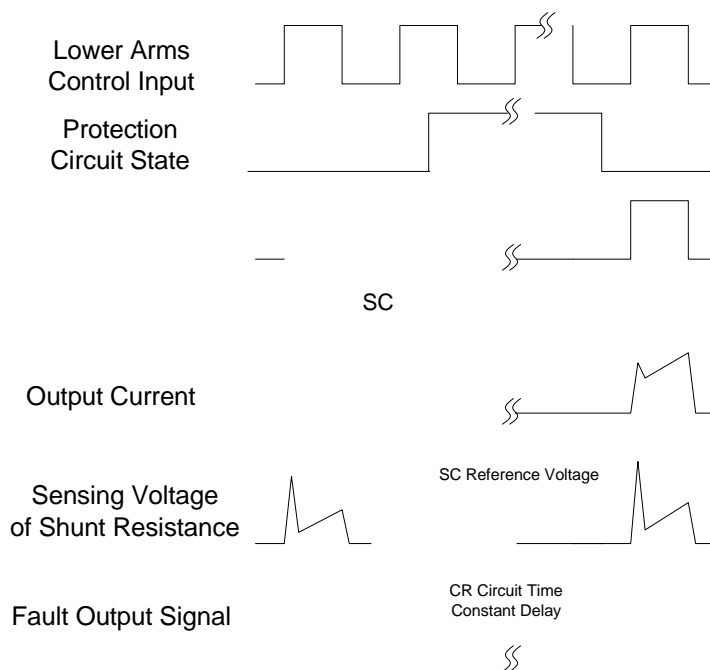 Lower Arms
Control Input
Protection
Circuit State
SC
Output Current
SC Reference Voltage
Sensing Voltage
of Shunt Resistance
CR Circuit Time
Constant Delay
Fault Output Signal